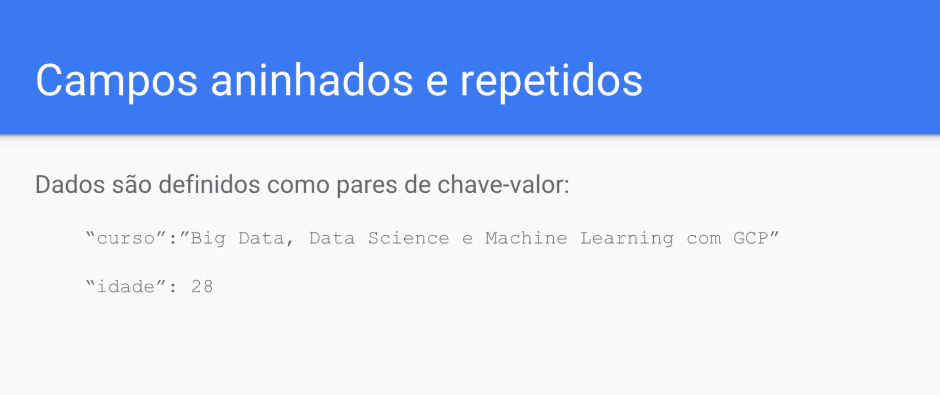 Campos aninhados e repetidos
Dados são definidos como pares de chave-valor:
“curso”:”Big Data, Data Science e Machine Learning com GCP”
“idade”: 28